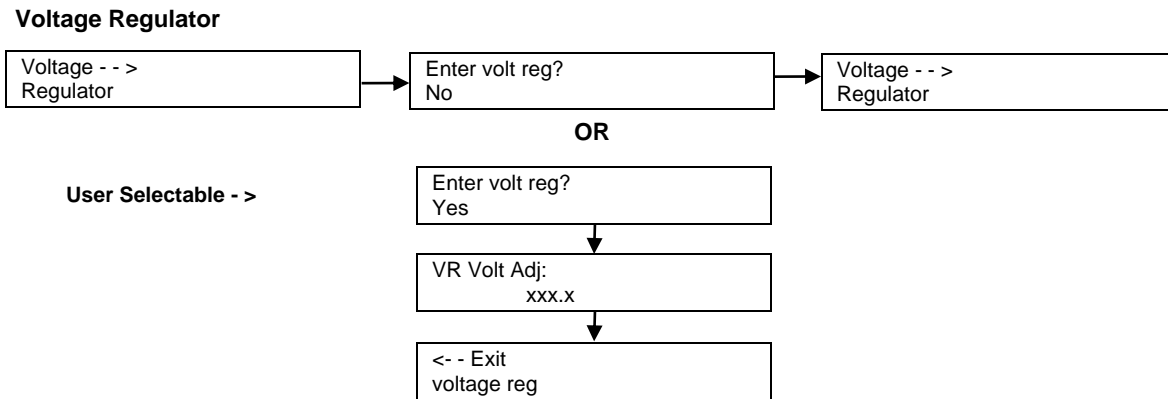 Voltage Regulator
Voltage - - >
Regulator
Enter volt reg?
No
Voltage - - >
Regulator
OR
User Selectable - >
Enter volt reg?
Yes
VR Volt Adj:
xxx.x
<- - Exit
voltage reg